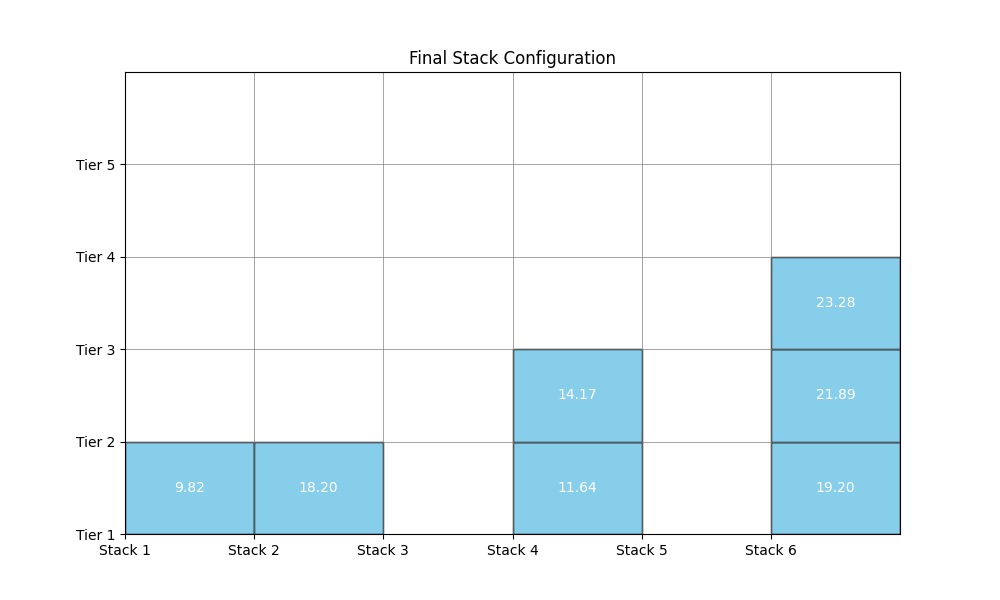 Final Stack Configuration
Tier 5
Tier 4
23.28
Tier 3
14.17
21.89
Tier 2
9.82
18.20
11.64
19.20
Tier 1
Stack 1
Stack 2
Stack 3
Stack 4
Stack 5
Stack 6